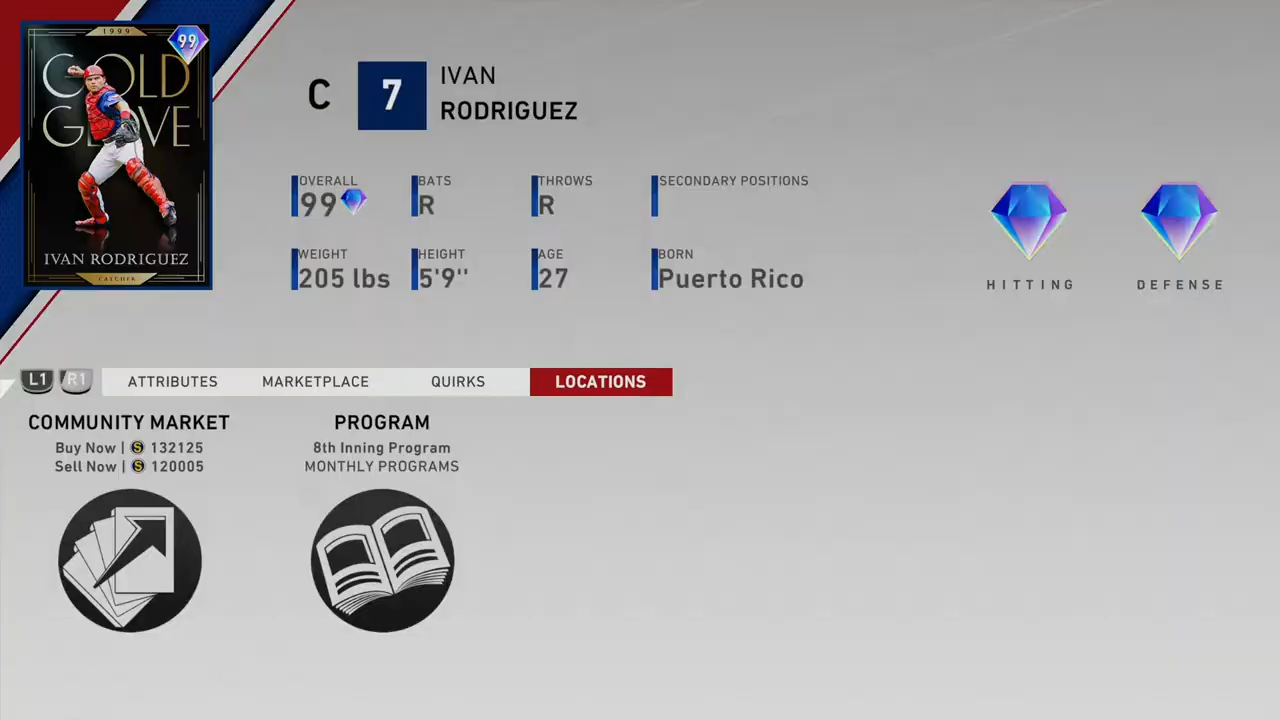 1999
99
GOLD
GLOVE
IVAN RODRIGUEZ
CATCHER
C
7
IVAN
RODRIGUEZ
OVERALL
99
BATS
R
THROWS
R
SECONDARY POSITIONS
WEIGHT
205 lbs
HEIGHT
5'9''
AGE
27
BORN
Puerto Rico
HITTING
DEFENSE
L1
R1
ATTRIBUTES
MARKETPLACE
QUIRKS
LOCATIONS
COMMUNITY MARKET
Buy Now | S 132125
Sell Now | S 120005
PROGRAM
8th Inning Program
MONTHLY PROGRAMS